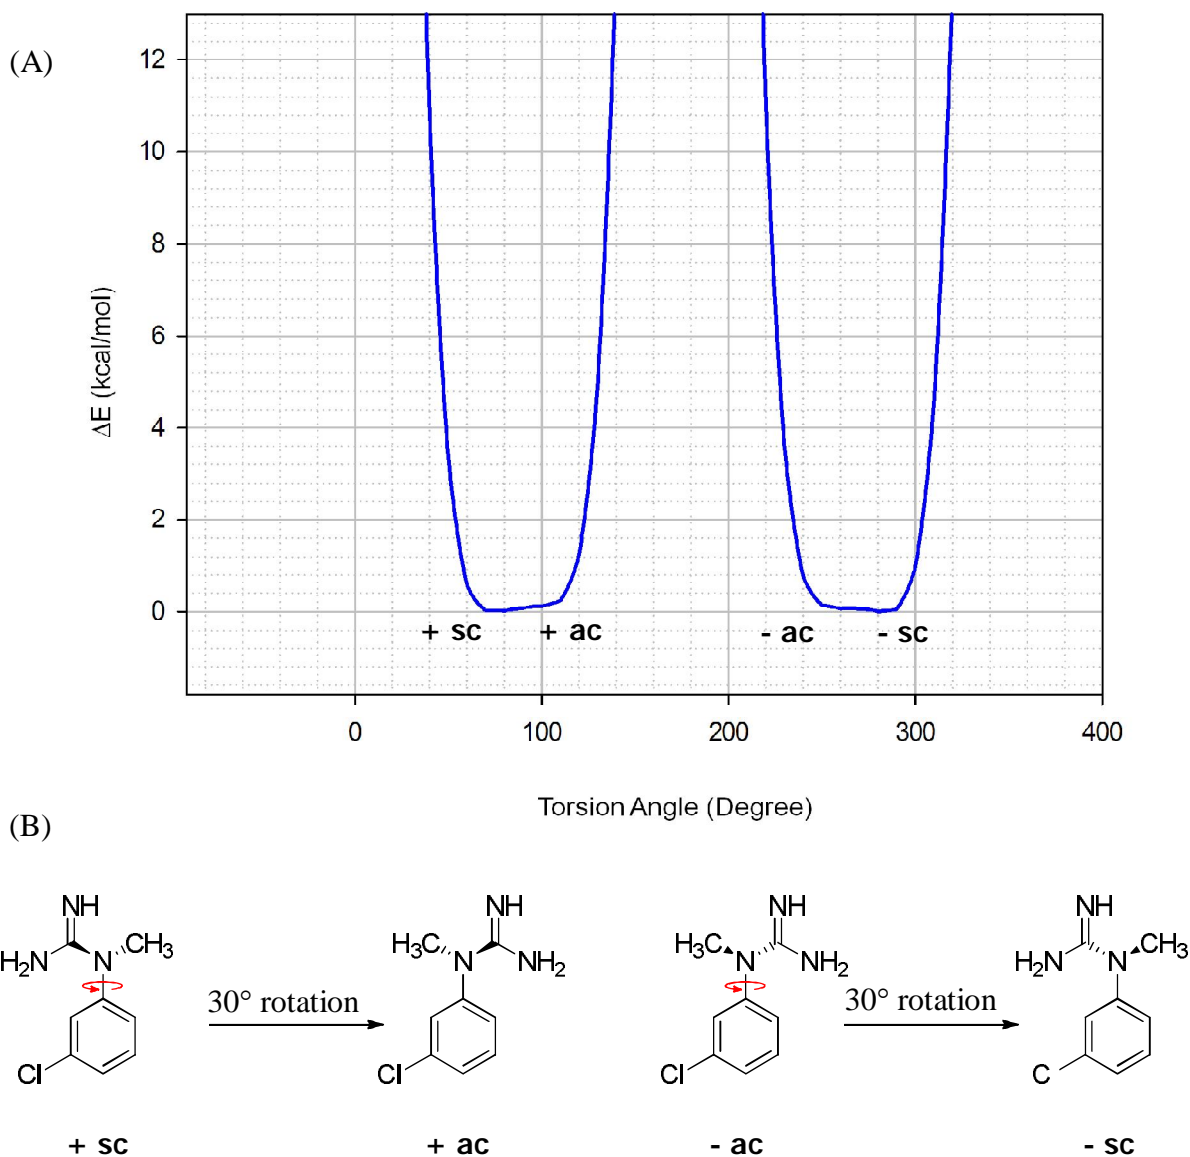 (A)
12
10
8
6
4
2
0
ΔE (kcal/mol)
+ sc + ac - ac - sc
0 100 200 300 400
Torsion Angle (Degree)
(B)
NH NH NH NH
CH3 H3C H3C CH3
H2N N N NH2 N NH2 H2N N
30° rotation 30° rotation
Cl Cl Cl C
+ sc + ac - ac - sc